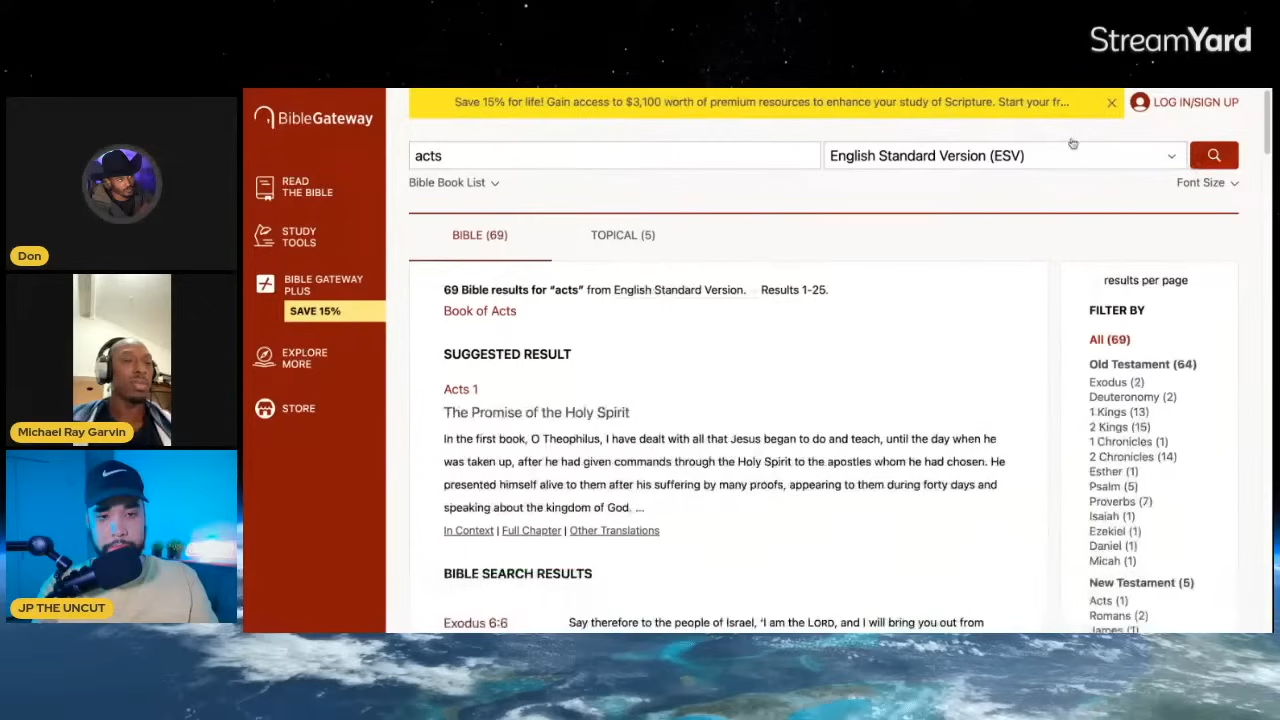 StreamYard
Don
Michael Ray Garvin
JP THE UNCUT
BibleGateway
READ
THE BIBLE
STUDY
TOOLS
BIBLE GATEWAY
PLUS
SAVE 15%
EXPLORE
MORE
STORE
Save 15% for life! Gain access to $3,100 worth of premium resources to enhance your study of Scripture. Start your fr...
LOG IN/SIGN UP
acts
English Standard Version (ESV)
Bible Book List
Font Size
BIBLE (69)
TOPICAL (5)
69 Bible results for “acts” from English Standard Version. Results 1-25.
Book of Acts
SUGGESTED RESULT
Acts 1
The Promise of the Holy Spirit
In the first book, O Theophilus, I have dealt with all that Jesus began to do and teach, until the day when he
was taken up, after he had given commands through the Holy Spirit to the apostles whom he had chosen. He
presented himself alive to them after his suffering by many proofs, appearing to them during forty days and
speaking about the kingdom of God. ...
In Context | Full Chapter | Other Translations
BIBLE SEARCH RESULTS
Exodus 6:6
Say therefore to the people of Israel, ‘I am the LORD, and I will bring you out from
results per page
FILTER BY
All (69)
Old Testament (64)
Exodus (2)
Deuteronomy (2)
1 Kings (13)
2 Kings (15)
1 Chronicles (1)
2 Chronicles (14)
Esther (1)
Psalm (5)
Proverbs (7)
Isaiah (1)
Ezekiel (1)
Daniel (1)
Micah (1)
New Testament (5)
Acts (1)
Romans (2)
James (1)